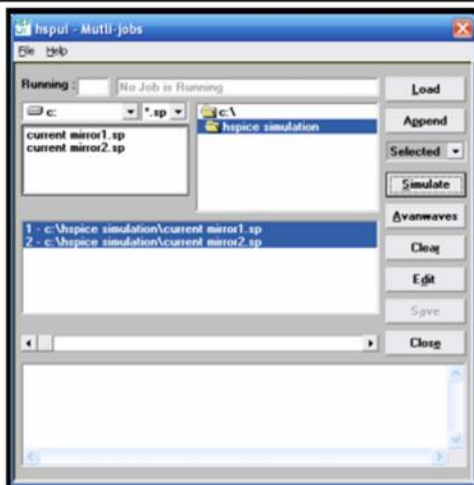 hspui - Mutli-jobs
File Help
Running : No Job is Running
Load
c: *.sp c:\
Append
hspice simulation
current mirror1.sp
current mirror2.sp
Selected
Simulate
Avanwaves
1 - c:\hspice simulation\current mirror1.sp
2 - c:\hspice simulation\current mirror2.sp
Clear
Edit
Save
Close